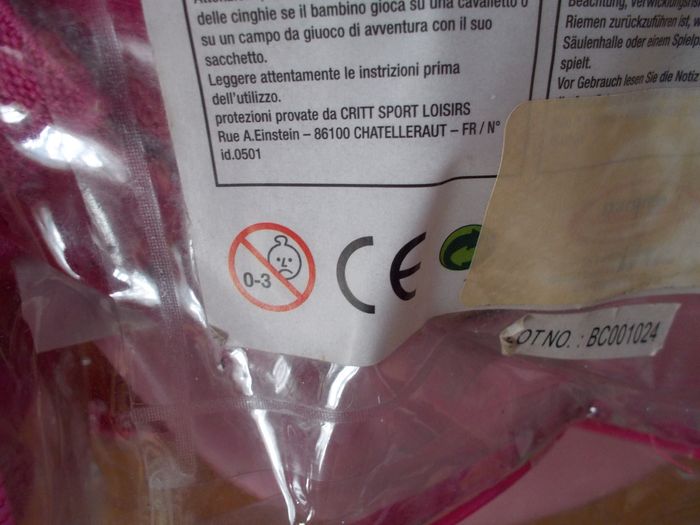 delle cinghie se il bambino gioca su una cavalletto o
su un campo da giuoco di avventura con il suo
sacchetto.
Leggere attentamente le instrizioni prima
dell'utilizzo.
protezioni provate da CRITT SPORT LOISIRS
Rue A.Einstein – 86100 CHATELLERAUT – FR / N°
id.0501
Beachtung, Verwicklungsris
Riemen zurückzuführen ist, w
Säulenhalle oder einem Spielp
spielt.
Vor Gebrauch lesen Sie die Notiz
0-3
CE
LOT NO. : BC001024